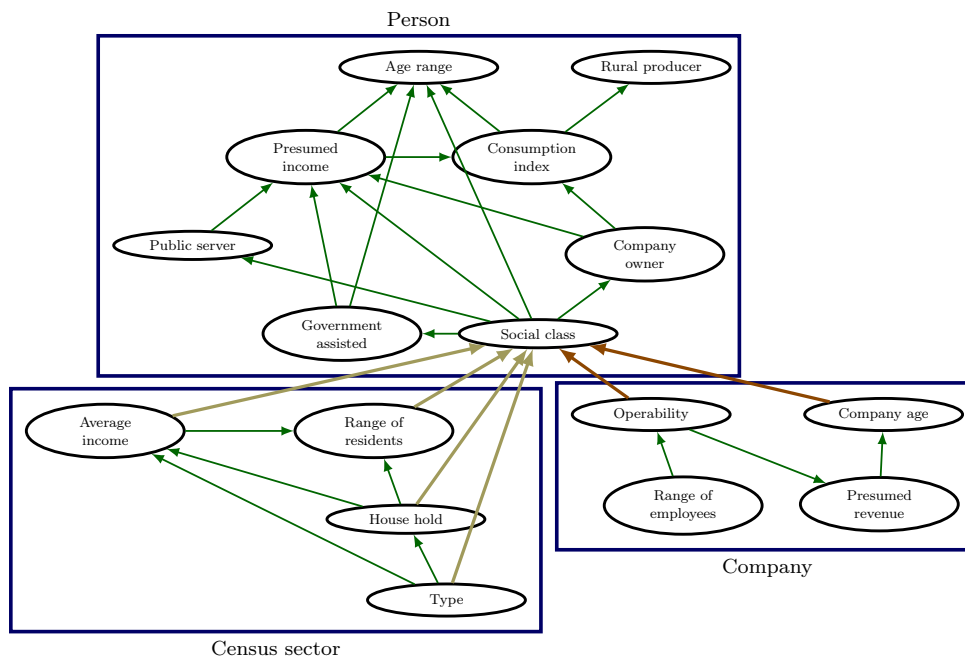 Person
Age range
Rural producer
Presumed
income
Consumption
index
Public server
Company
owner
Government
assisted
Social class
Average
income
Range of
residents
House hold
Type
Census sector
Operability
Company age
Range of
employees
Presumed
revenue
Company